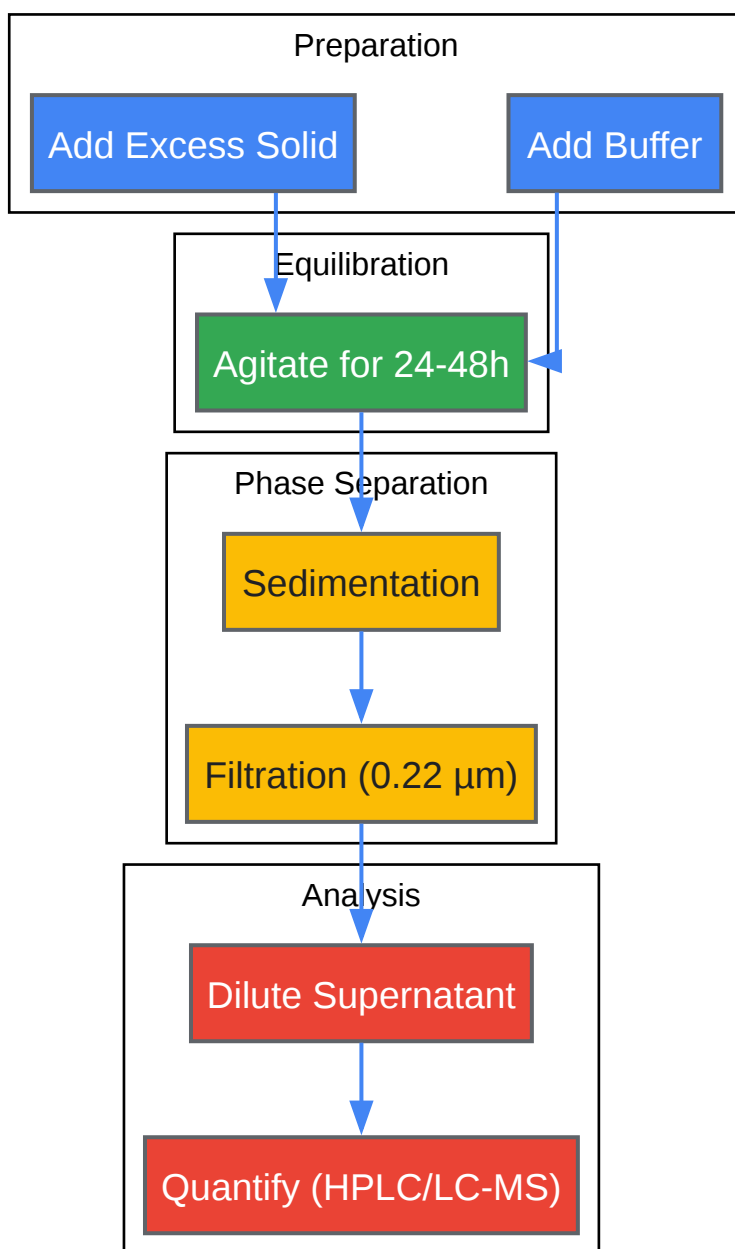 Preparation
Add Excess Solid
Add Buffer
Equilibration
Agitate for 24-48h
Phase Separation
Sedimentation
Filtration (0.22 µm)
Analysis
Dilute Supernatant
Quantify (HPLC/LC-MS)